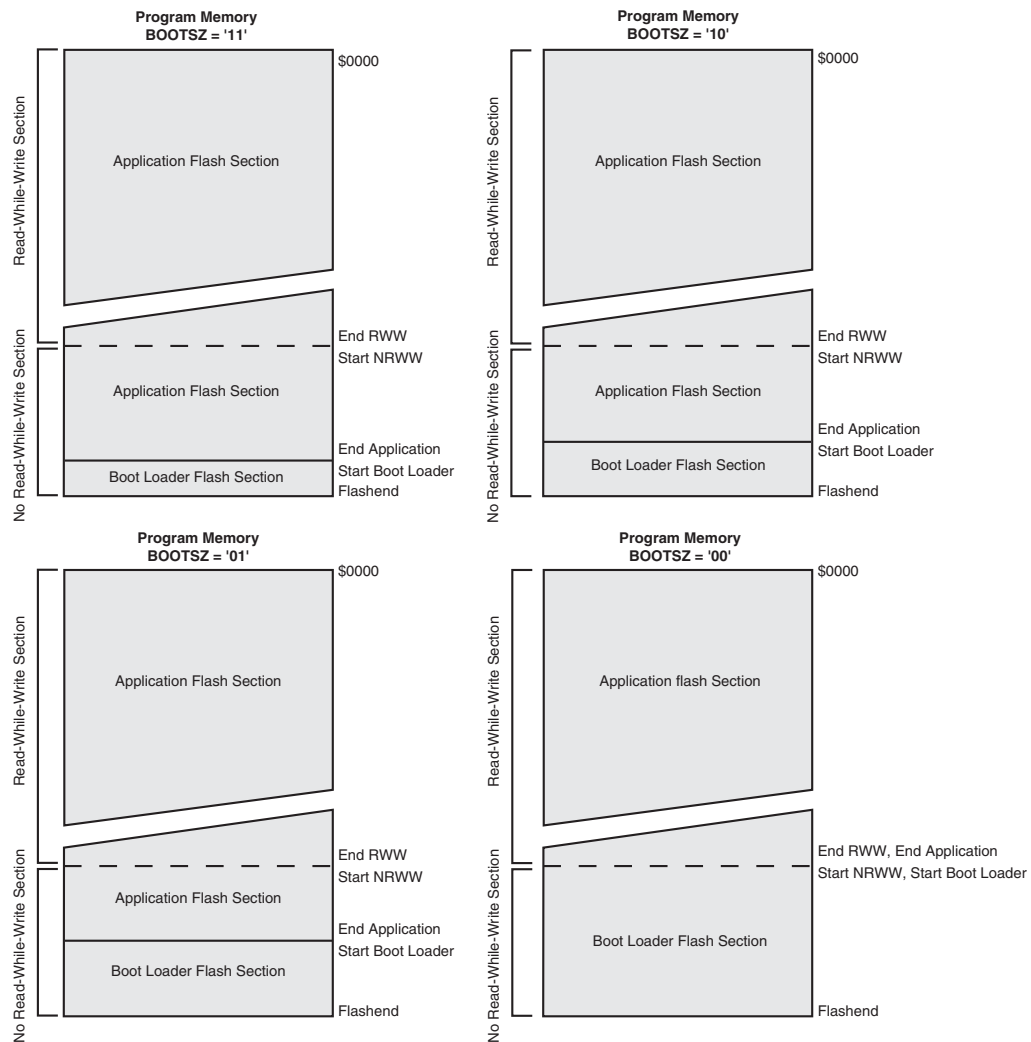 Program Memory
BOOTSZ = '11'
$0000
Read-While-Write Section
Application Flash Section
End RWW
Start NRWW
No Read-While-Write Section
Application Flash Section
End Application
Start Boot Loader
Boot Loader Flash Section
Flashend
Program Memory
BOOTSZ = '10'
$0000
Read-While-Write Section
Application Flash Section
End RWW
Start NRWW
No Read-While-Write Section
Application Flash Section
End Application
Start Boot Loader
Boot Loader Flash Section
Flashend
Program Memory
BOOTSZ = '01'
$0000
Read-While-Write Section
Application Flash Section
End RWW
Start NRWW
No Read-While-Write Section
Application Flash Section
End Application
Start Boot Loader
Boot Loader Flash Section
Flashend
Program Memory
BOOTSZ = '00'
$0000
Read-While-Write Section
Application flash Section
End RWW, End Application
Start NRWW, Start Boot Loader
No Read-While-Write Section
Boot Loader Flash Section
Flashend